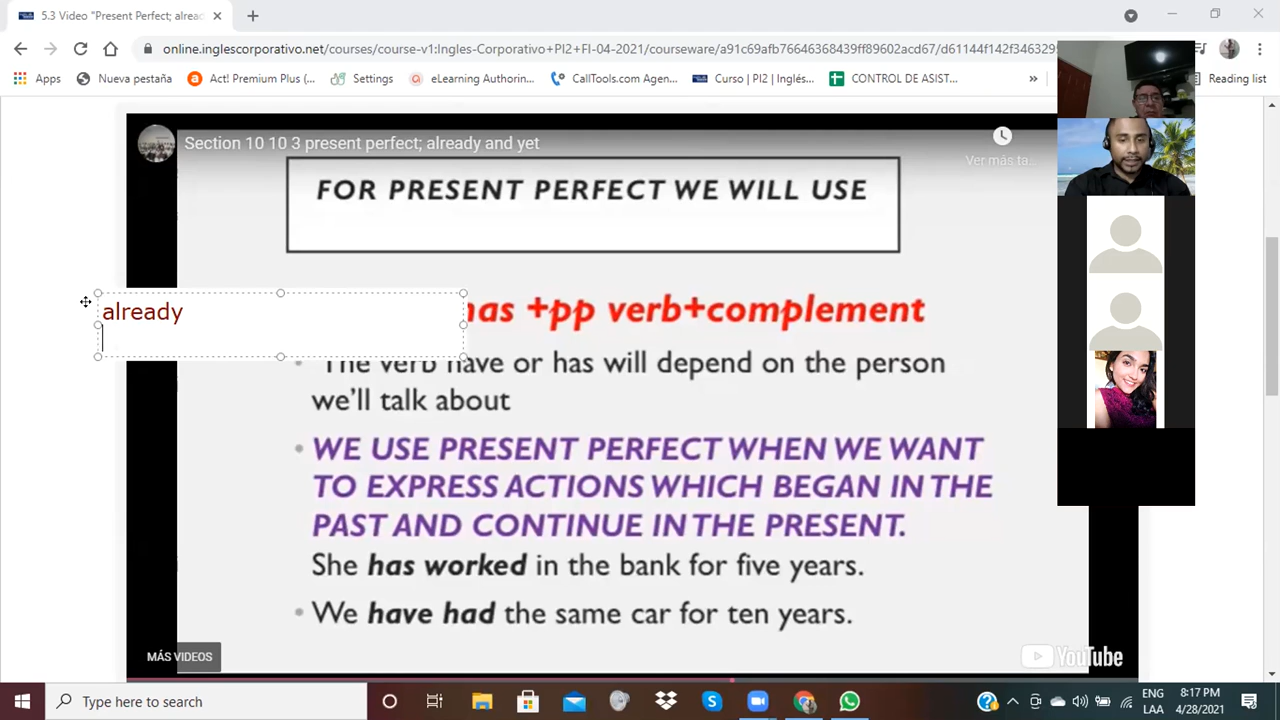 5.3 Video "Present Perfect; alread
online.inglescorporativo.net/courses/course-v1:Ingles-Corporativo+PI2+FI-04-2021/courseware/a91c69afb76646368439ff89602acd67/d61144f142f3463295
Apps
Nueva pestaña
Act! Premium Plus (...
Settings
eLearning Authorin...
CallTools.com Agen...
Curso | PI2 | Inglés...
CONTROL DE ASIST...
»
Reading list
Section 10 10 3 present perfect; already and yet
Ver más ta...
FOR PRESENT PERFECT WE WILL USE
already
has +pp verb+complement
• The verb have or has will depend on the person
we'll talk about
• WE USE PRESENT PERFECT WHEN WE WANT
TO EXPRESS ACTIONS WHICH BEGAN IN THE
PAST AND CONTINUE IN THE PRESENT.
She has worked in the bank for five years.
• We have had the same car for ten years.
MÁS VIDEOS
YouTube
Type here to search
ENG
LAA
8:17 PM
4/28/2021